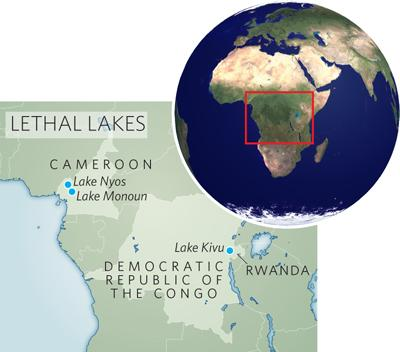 LETHAL LAKES
CAMEROON
Lake Nyos
Lake Monoun
Lake Kivu
DEMOCRATIC
REPUBLIC OF
THE CONGO
RWANDA